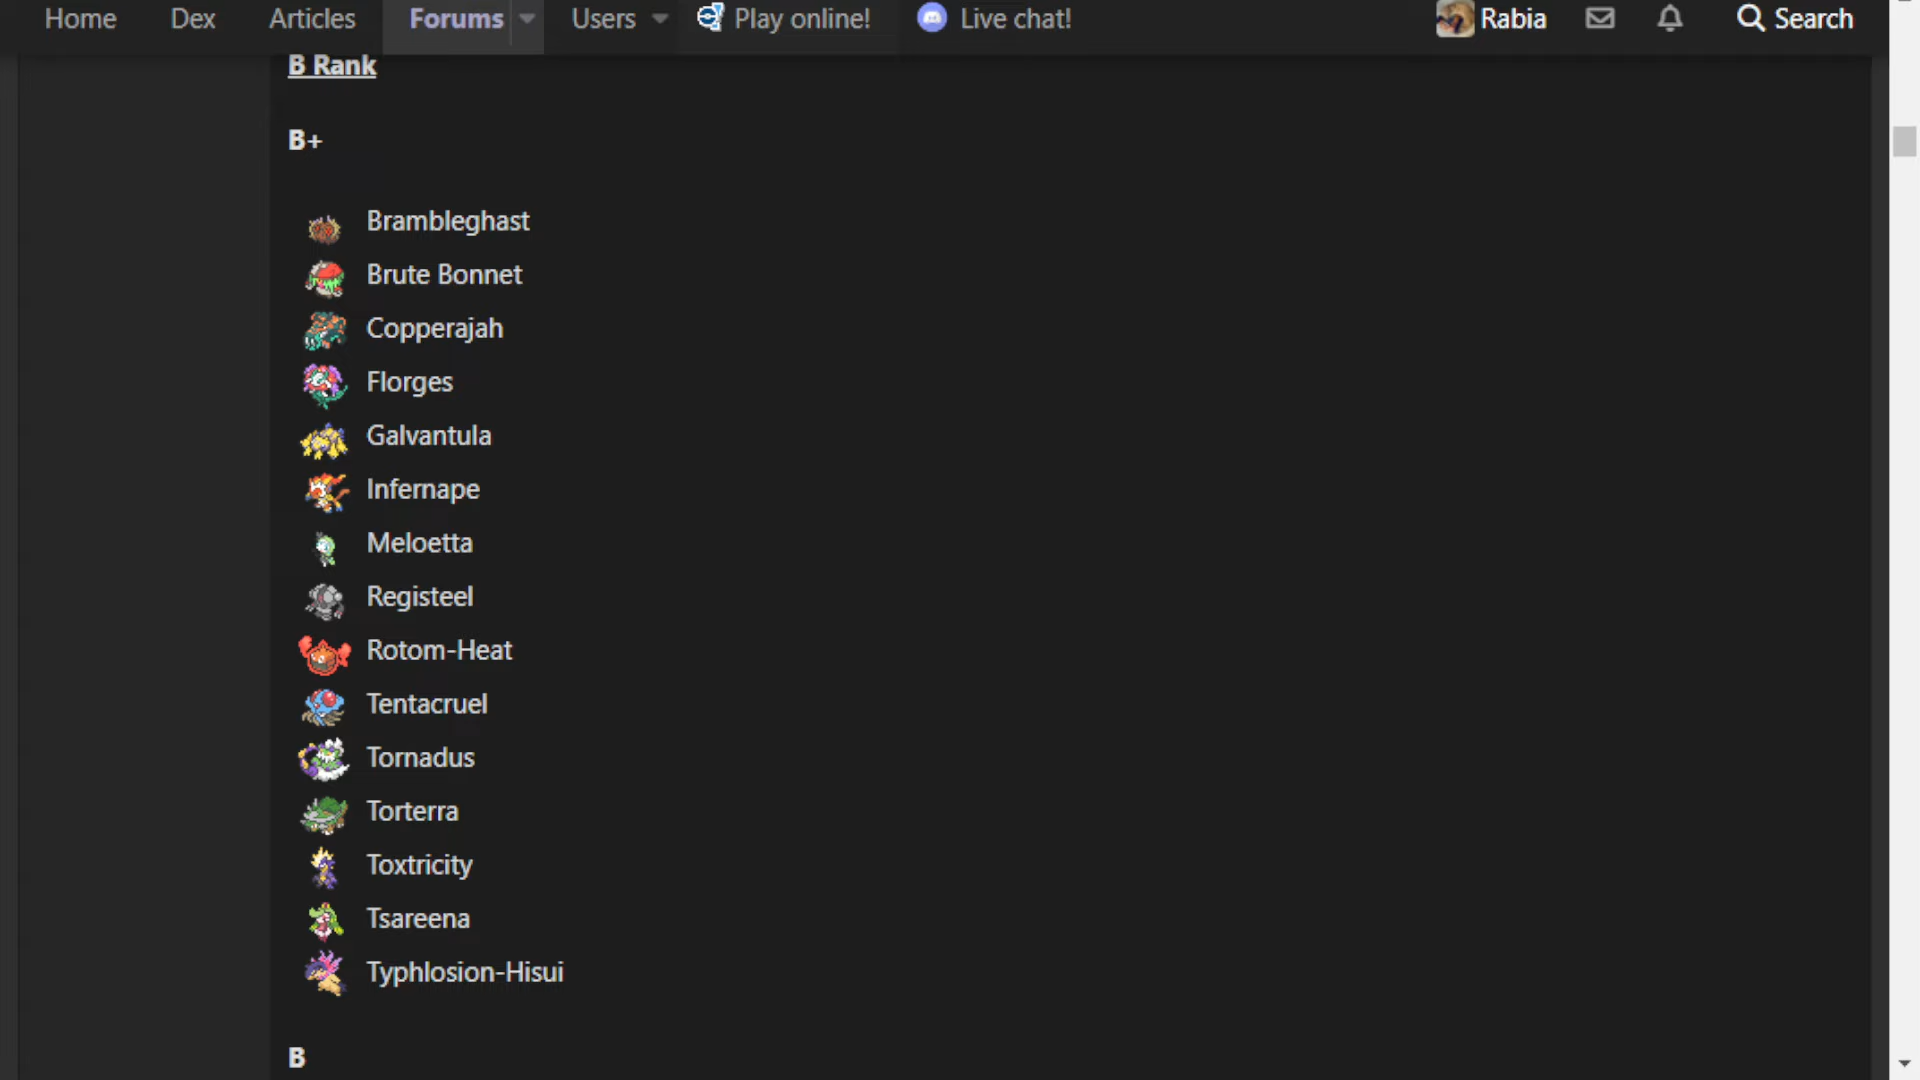 Home Dex Articles Forums Users Play online! Live chat! Rabia Search
B Rank
B+
Brambleghast
Brute Bonnet
Copperajah
Florges
Galvantula
Infernape
Meloetta
Registeel
Rotom-Heat
Tentacruel
Tornadus
Torterra
Toxtricity
Tsareena
Typhlosion-Hisui
B